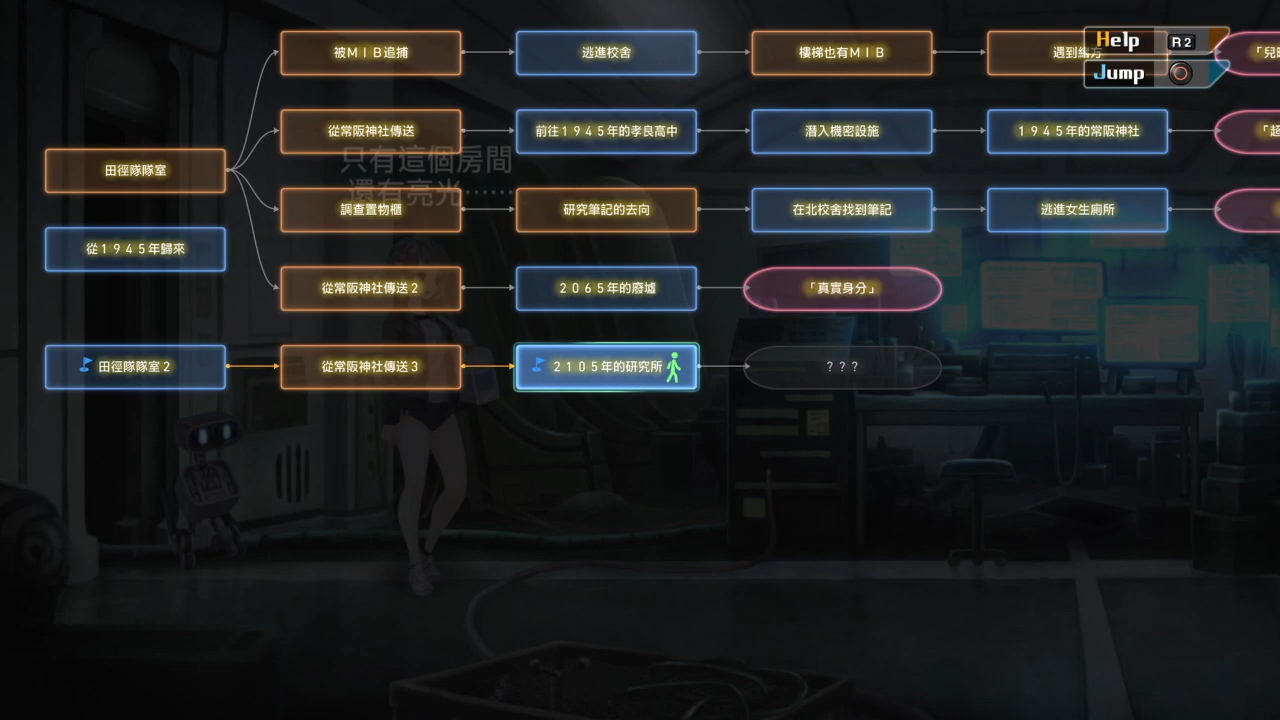 被ＭＩＢ追捕
逃進校舍
樓梯也有ＭＩＢ
遇到緒方
「兒時
Help
R2
Jump
從常阪神社傳送
前往１９４５年的孝良高中
潛入機密設施
１９４５年的常阪神社
「超
只有這個房間
還有亮光⋯⋯
田徑隊隊室
調查置物櫃
研究筆記的去向
在北校舍找到筆記
逃進女生廁所
從１９４５年歸來
從常阪神社傳送２
２０６５年的廢墟
「真實身分」
田徑隊隊室２
從常阪神社傳送３
２１０５年的研究所
？？？